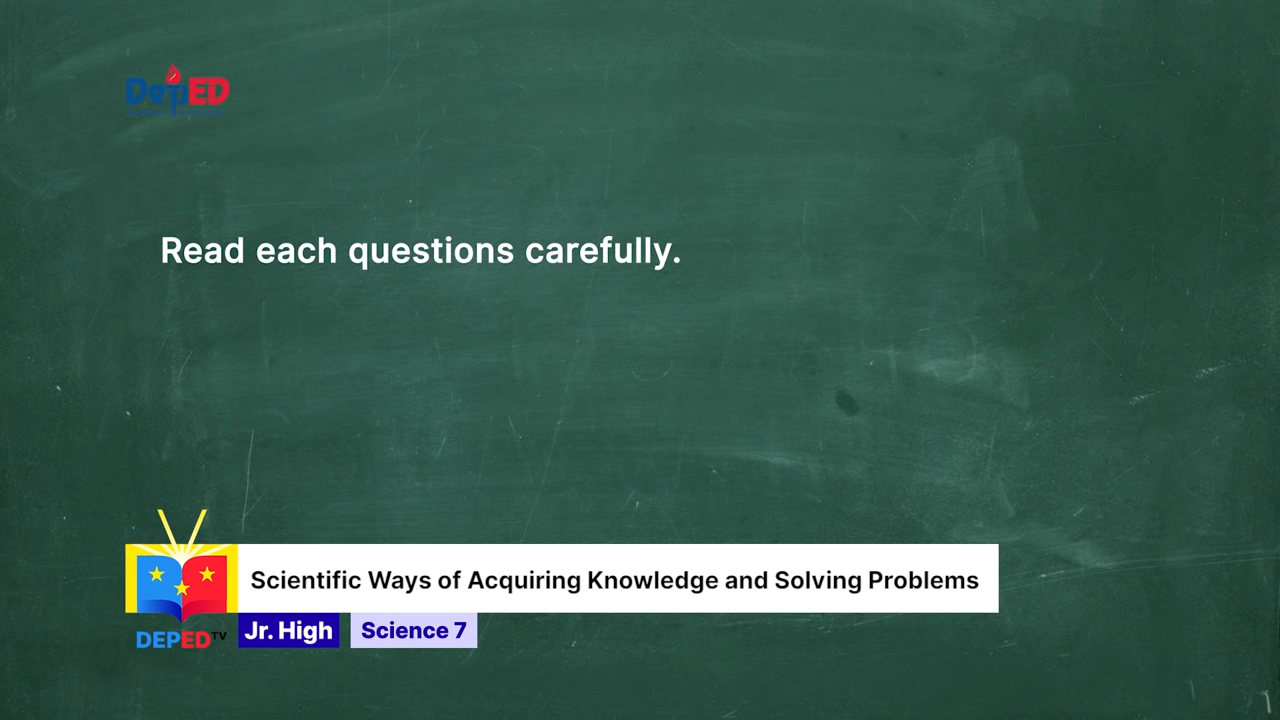 DepED
Read each questions carefully.
Scientific Ways of Acquiring Knowledge and Solving Problems
DEPED TV
Jr. High
Science 7